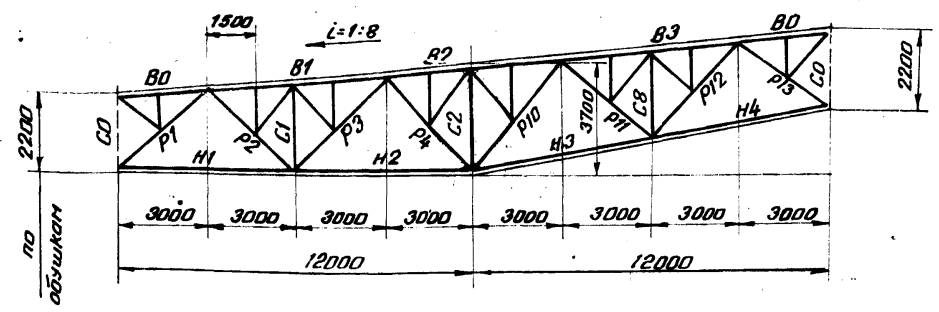 1500
i=1:8
В0
В1
В2
В3
В0
С0
Р1
Р2
С1
Р3
Р4
С2
Р10
3700
Р11
С8
Р12
Р13
С0
2200
2200
Н1
Н2
Н3
Н4
3000
3000
3000
3000
3000
3000
3000
3000
12000
12000
по
обушкам